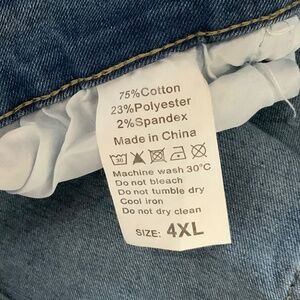 75%Cotton
23%Polyester
2%Spandex
Made in China
30
Machine wash 30°C
Do not bleach
Do not tumble dry
Cool iron
Do not dry clean
SIZE: 4XL